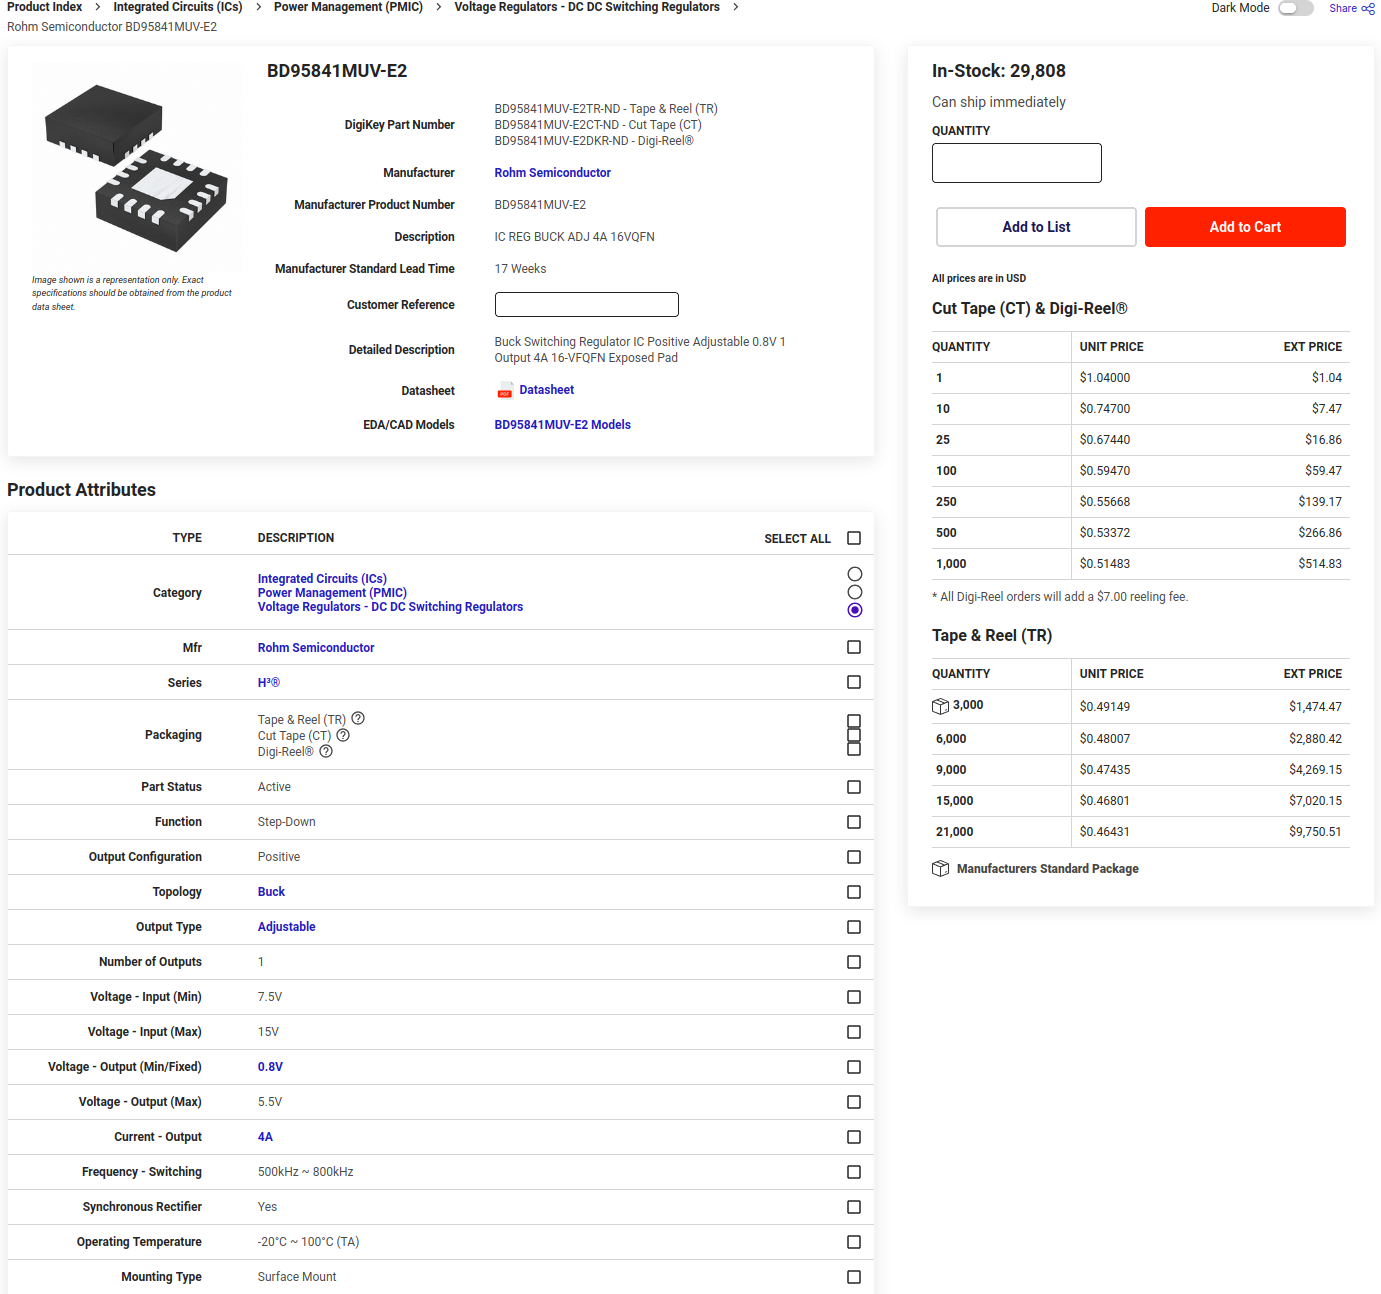 Product Index > Integrated Circuits (ICs) > Power Management (PMIC) > Voltage Regulators - DC DC Switching Regulators >
Rohm Semiconductor BD95841MUV-E2
Dark Mode
Share
BD95841MUV-E2
Image shown is a representation only. Exact
specifications should be obtained from the product
data sheet.
DigiKey Part Number
BD95841MUV-E2TR-ND - Tape & Reel (TR)
BD95841MUV-E2CT-ND - Cut Tape (CT)
BD95841MUV-E2DKR-ND - Digi-Reel®
Manufacturer Rohm Semiconductor
Manufacturer Product Number BD95841MUV-E2
Description IC REG BUCK ADJ 4A 16VQFN
Manufacturer Standard Lead Time 17 Weeks
Customer Reference
Detailed Description
Buck Switching Regulator IC Positive Adjustable 0.8V 1
Output 4A 16-VFQFN Exposed Pad
Datasheet PDF Datasheet
EDA/CAD Models BD95841MUV-E2 Models
In-Stock: 29,808
Can ship immediately
QUANTITY
Add to List Add to Cart
All prices are in USD
Cut Tape (CT) & Digi-Reel®
QUANTITY UNIT PRICE EXT PRICE
1 $1.04000 $1.04
10 $0.74700 $7.47
25 $0.67440 $16.86
100 $0.59470 $59.47
250 $0.55668 $139.17
500 $0.53372 $266.86
1,000 $0.51483 $514.83
* All Digi-Reel orders will add a $7.00 reeling fee.
Tape & Reel (TR)
QUANTITY UNIT PRICE EXT PRICE
3,000 $0.49149 $1,474.47
6,000 $0.48007 $2,880.42
9,000 $0.47435 $4,269.15
15,000 $0.46801 $7,020.15
21,000 $0.46431 $9,750.51
Manufacturers Standard Package
Product Attributes
TYPE DESCRIPTION SELECT ALL
Category
Integrated Circuits (ICs)
Power Management (PMIC)
Voltage Regulators - DC DC Switching Regulators
Mfr Rohm Semiconductor
Series H³®
Packaging
Tape & Reel (TR) ?
Cut Tape (CT) ?
Digi-Reel® ?
Part Status Active
Function Step-Down
Output Configuration Positive
Topology Buck
Output Type Adjustable
Number of Outputs 1
Voltage - Input (Min) 7.5V
Voltage - Input (Max) 15V
Voltage - Output (Min/Fixed) 0.8V
Voltage - Output (Max) 5.5V
Current - Output 4A
Frequency - Switching 500kHz ~ 800kHz
Synchronous Rectifier Yes
Operating Temperature -20°C ~ 100°C (TA)
Mounting Type Surface Mount